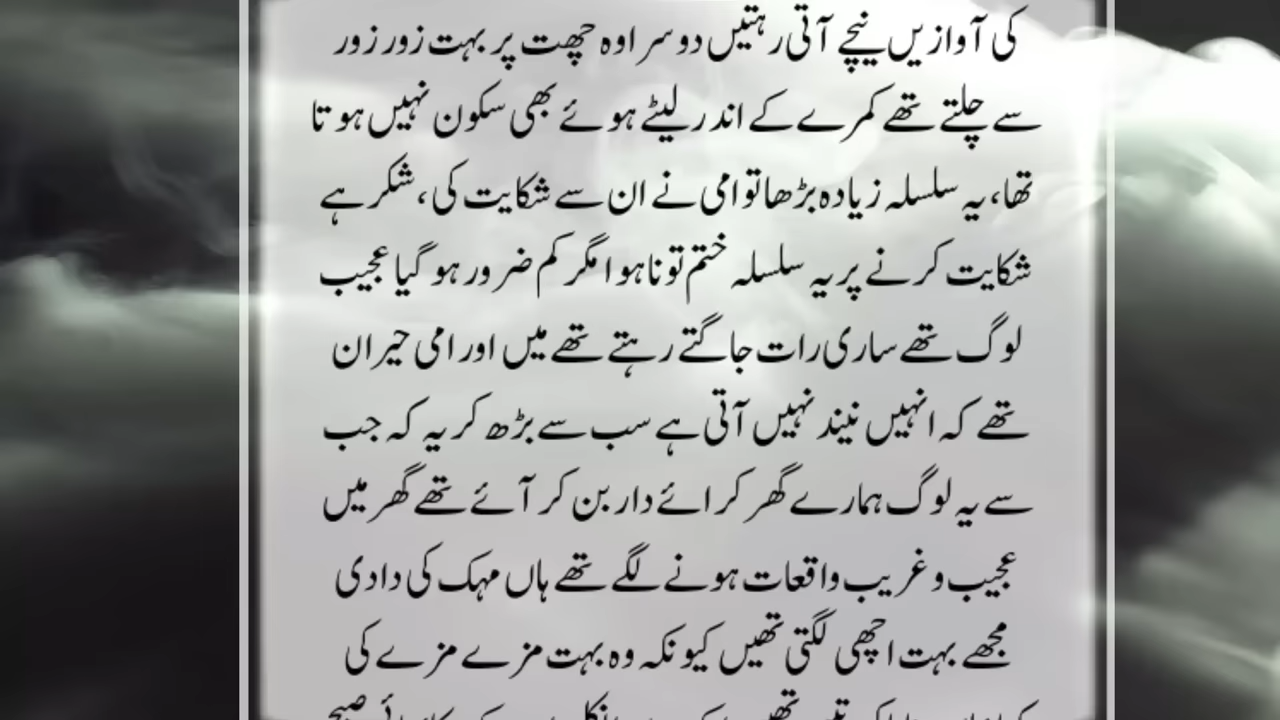 کی آوازیں نیچے آتی رہتیں دوسرا وہ چھت پر بہت زور زور
سے چلتے تھے کمرے کے اندر لیٹے ہوئے بھی سکون نہیں ہوتا
تھا، یہ سلسلہ زیادہ بڑھا تو امی نے ان سے شکایت کی، شکر ہے
شکایت کرنے پر یہ سلسلہ ختم تو نا ہوا مگر کم ضرور ہو گیا عجیب
لوگ تھے ساری رات جاگتے رہتے تھے میں اور امی حیران
تھے کہ انہیں نیند نہیں آتی ہے سب سے بڑھ کر یہ کہ جب
سے یہ لوگ ہمارے گھر کرائے دار بن کر آئے تھے گھر میں
عجیب و غریب واقعات ہونے لگے تھے ہاں مہک کی دادی
مجھے بہت اچھی لگتی تھیں کیونکہ وہ بہت مزے مزے کی